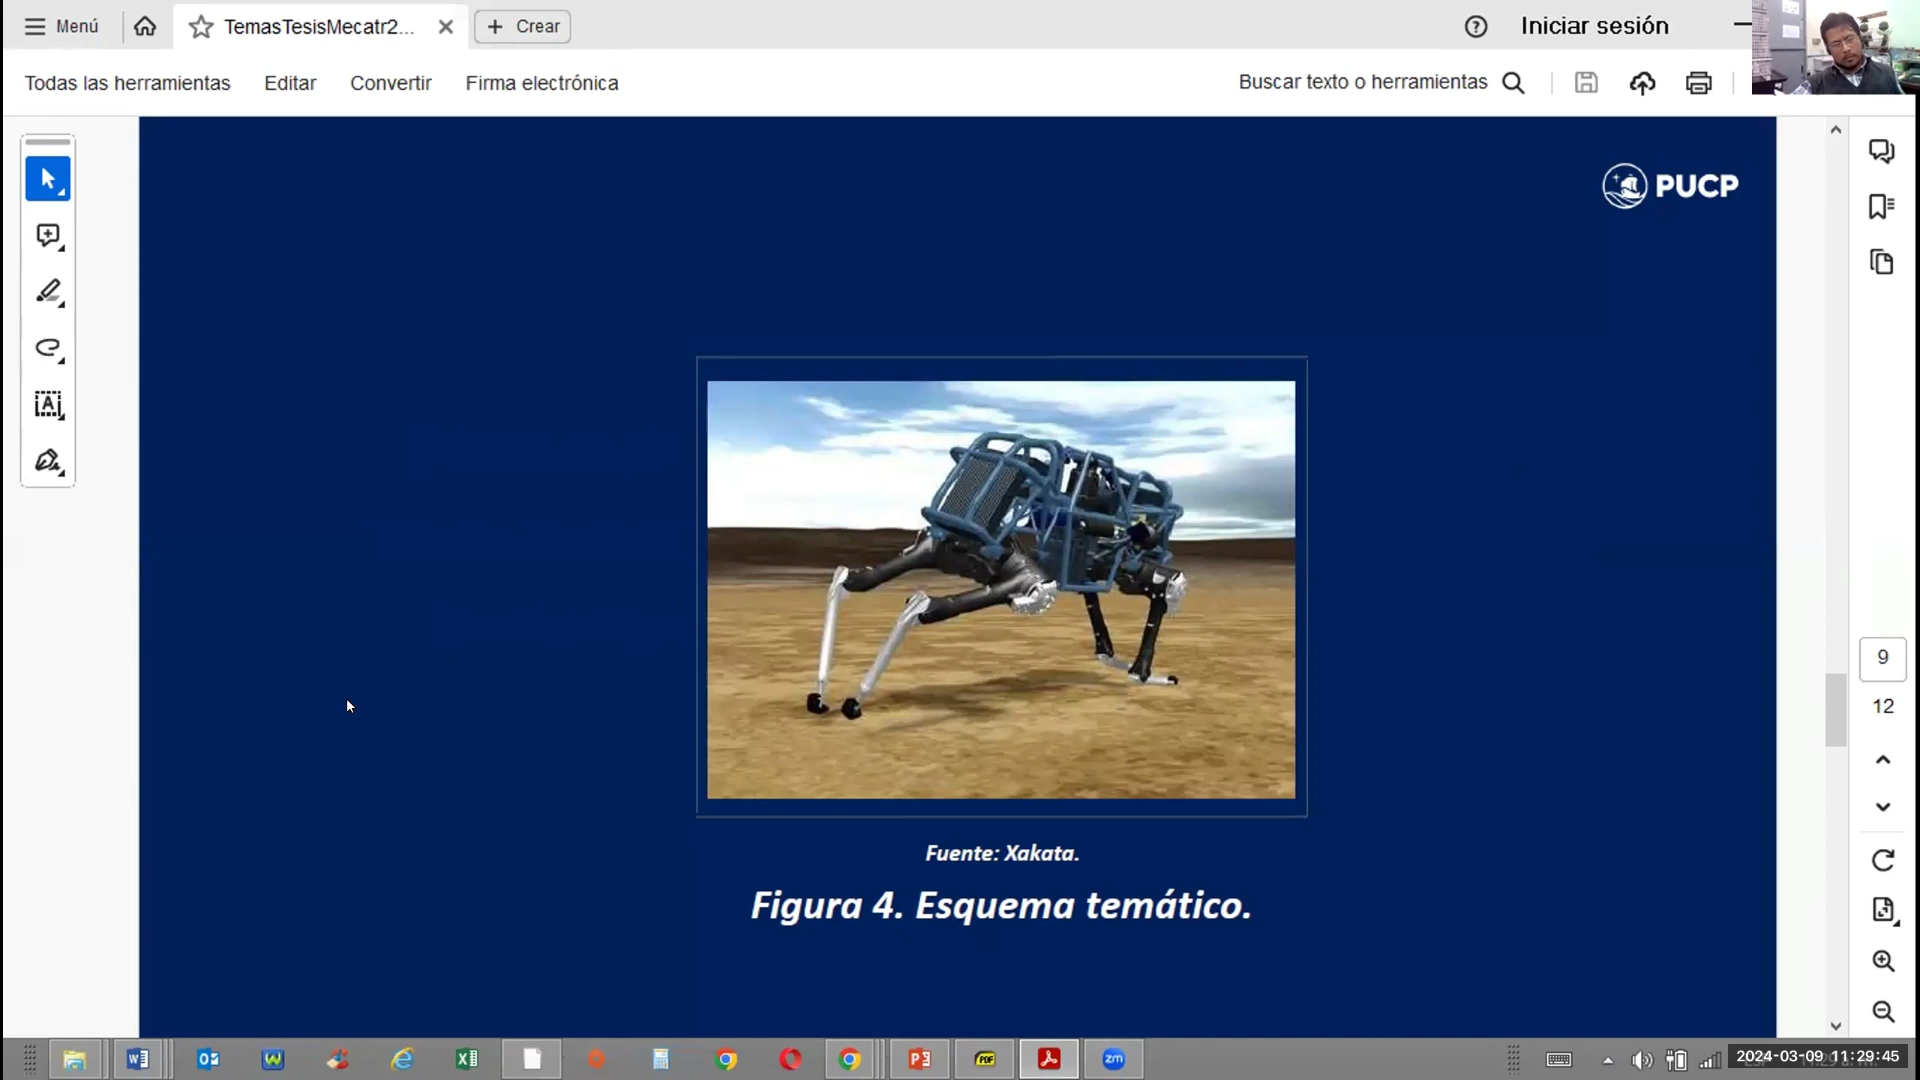 Menú
TemasTesisMecatr2...
Crear
Iniciar sesión
Todas las herramientas
Editar
Convertir
Firma electrónica
Buscar texto o herramientas
PUCP
Fuente: Xakata.
Figura 4. Esquema temático.
9
12
2024-03-09 11:29:45